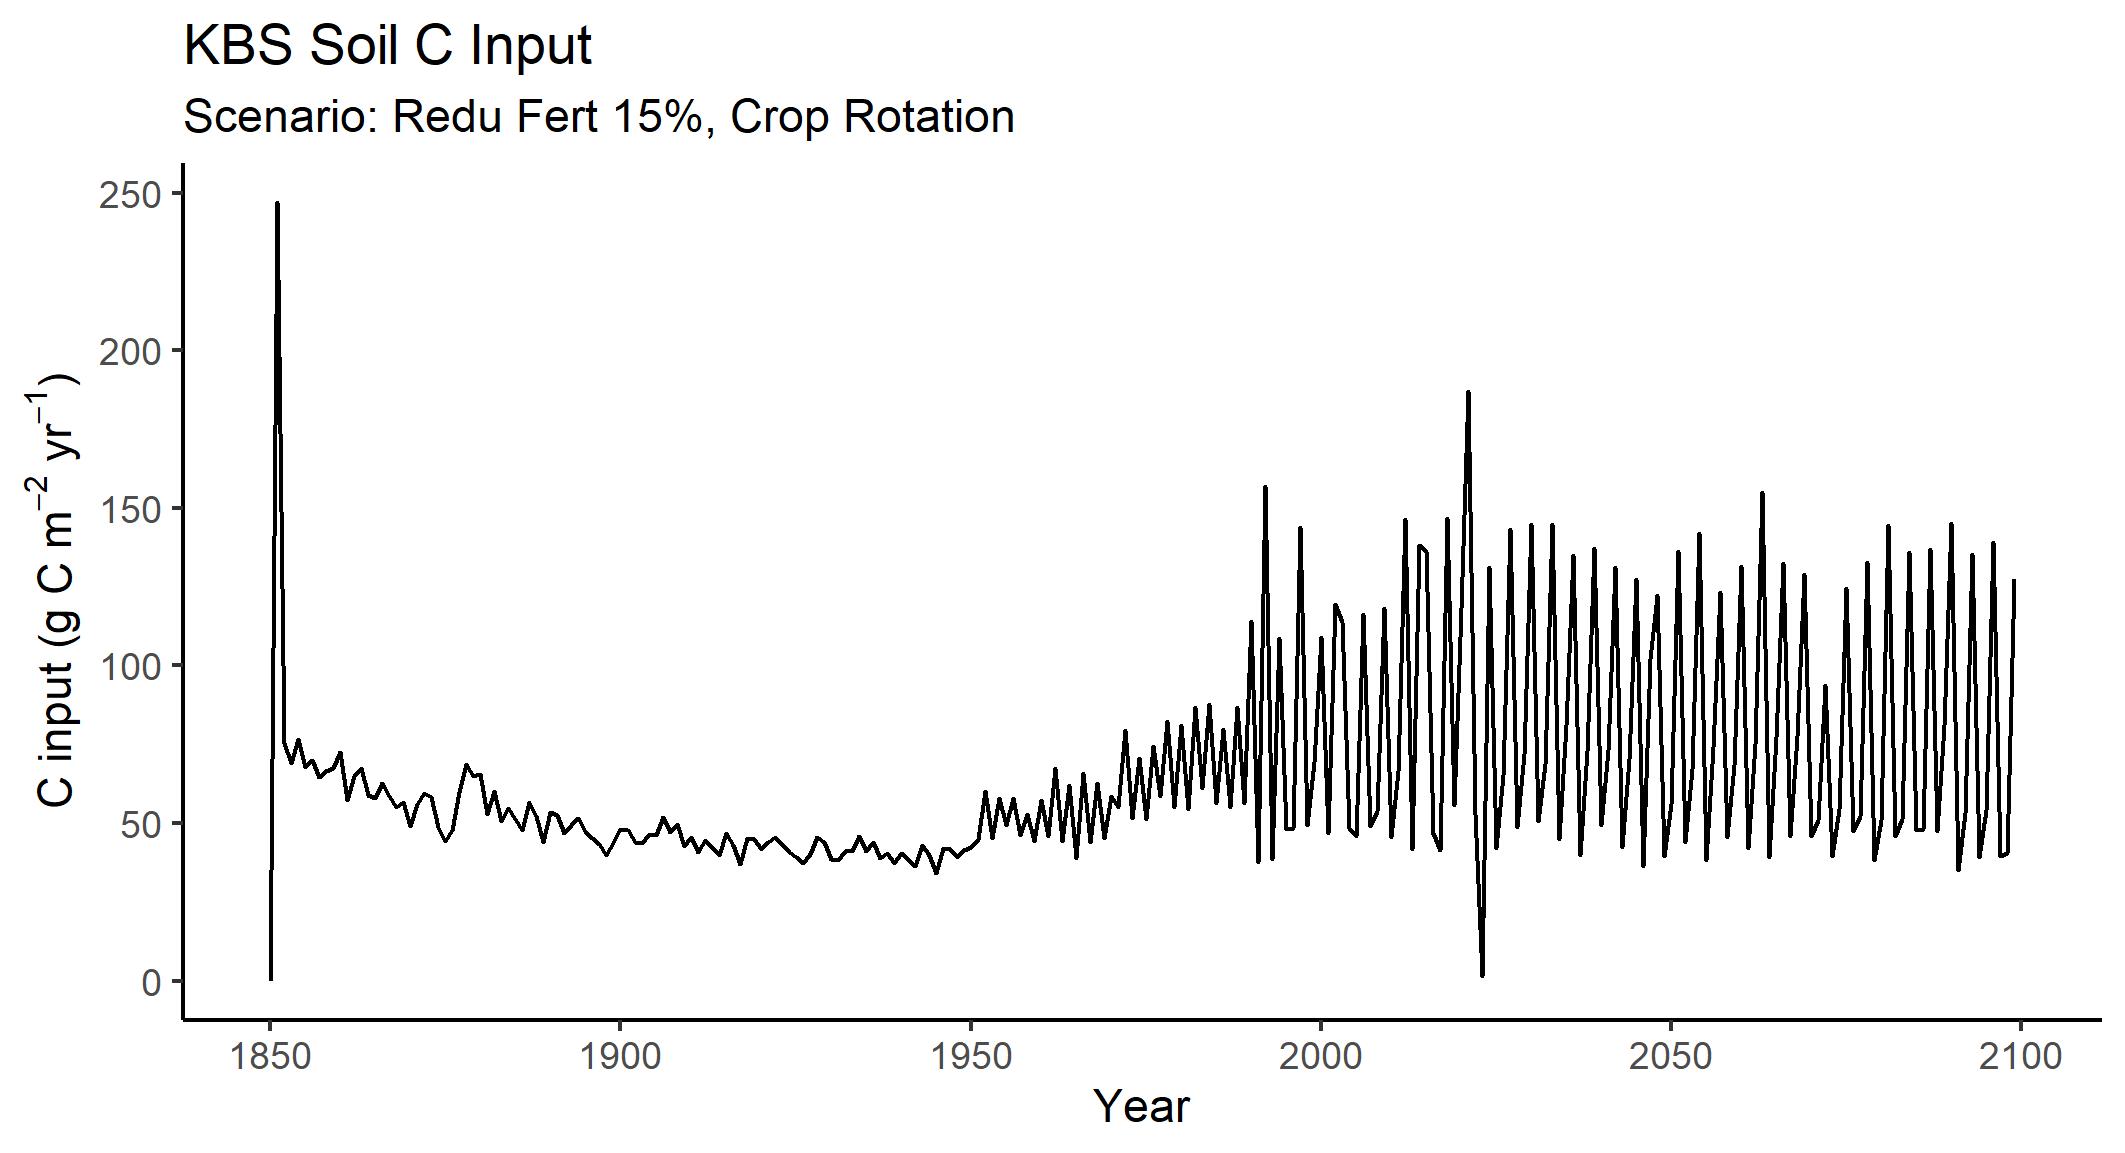 KBS Soil C Input
Scenario: Redu Fert 15%, Crop Rotation
C input (g C m⁻² yr⁻¹)
250
200
150
100
50
0
1850 1900 1950 2000 2050 2100
Year